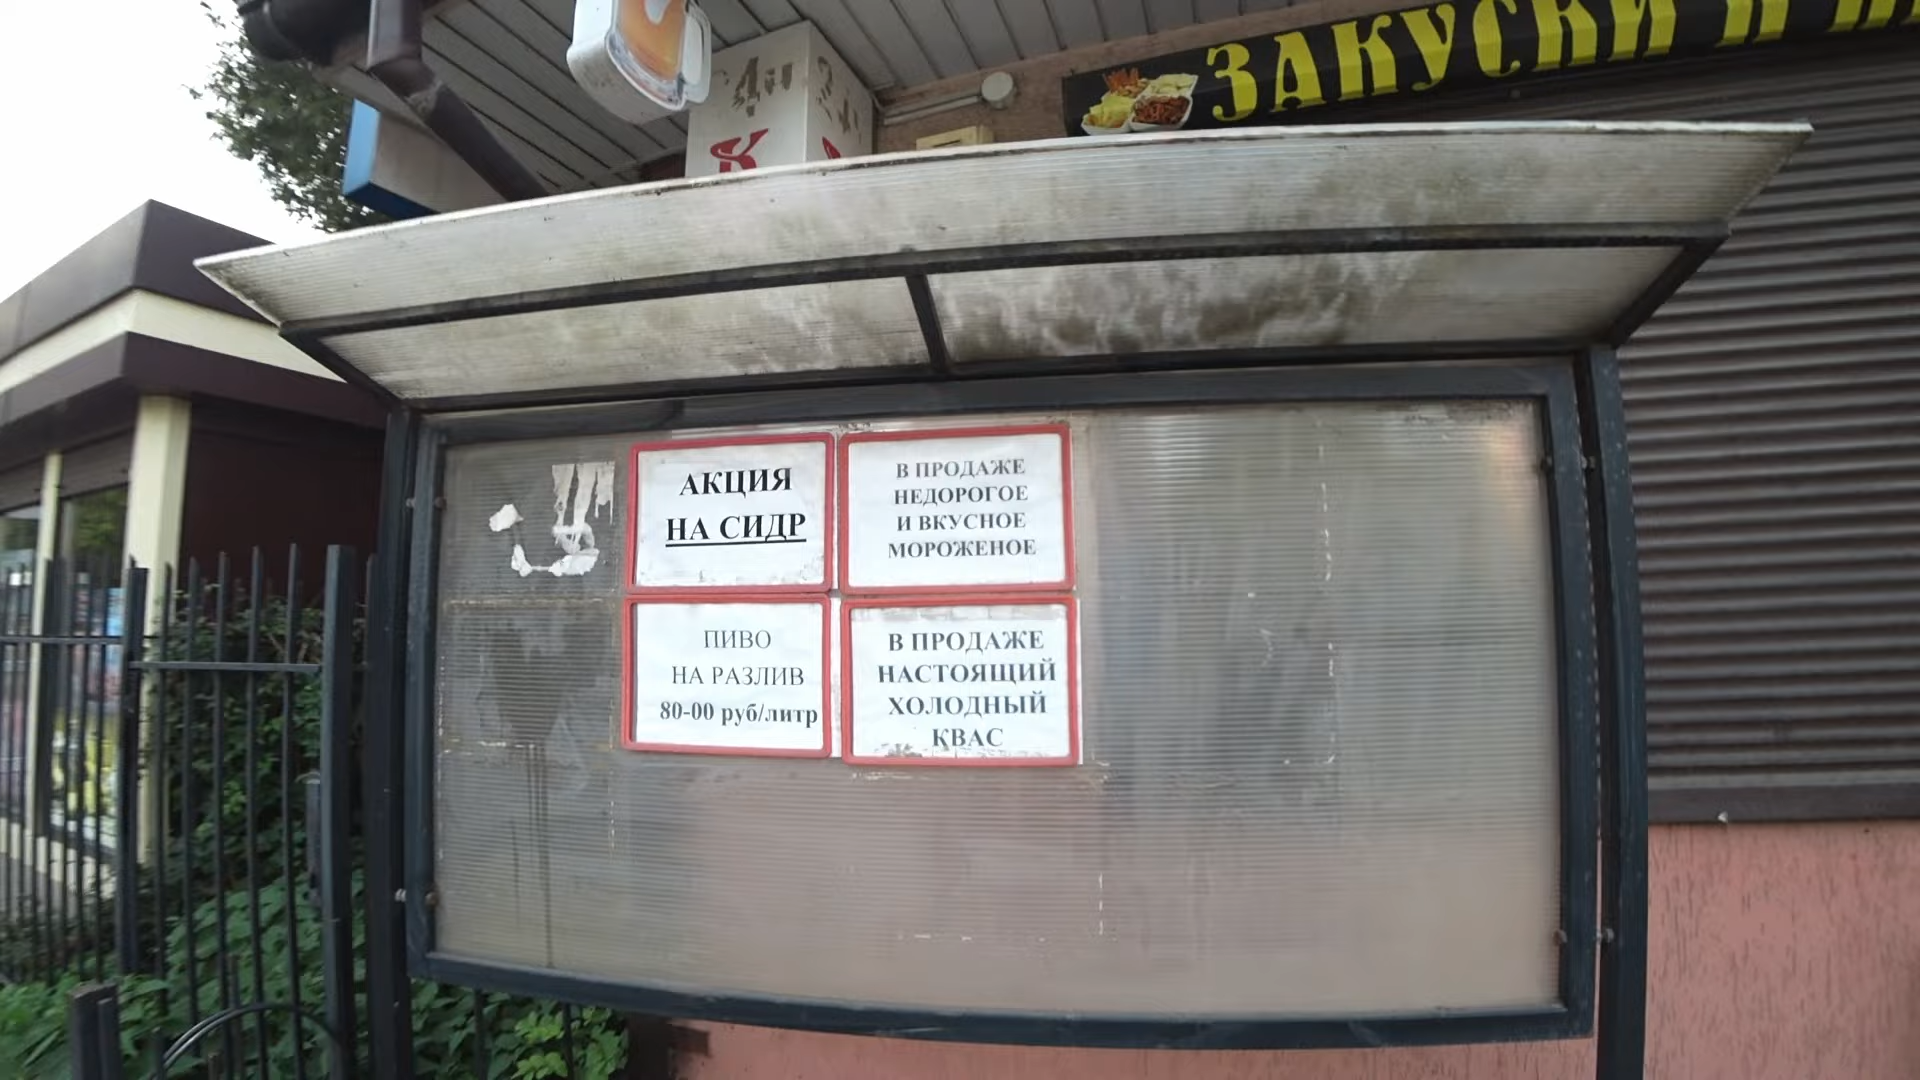 ЗАКУСКИ
АКЦИЯ
НА СИДР
В ПРОДАЖЕ
НЕДОРОГОЕ
И ВКУСНОЕ
МОРОЖЕНОЕ
ПИВО
НА РАЗЛИВ
80-00 руб/литр
В ПРОДАЖЕ
НАСТОЯЩИЙ
ХОЛОДНЫЙ
КВАС